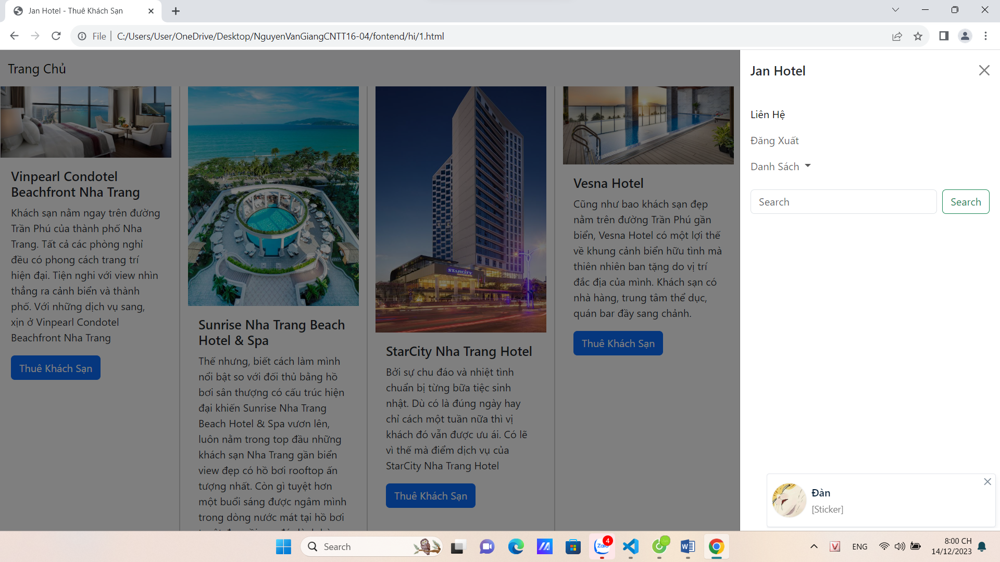 Jan Hotel - Thuê Khách Sạn
File
C:/Users/User/OneDrive/Desktop/NguyenVanGiangCNTT16-04/fontend/hi/1.html
Trang Chủ
Vinpearl Condotel
Beachfront Nha Trang
Khách sạn nằm ngay trên đường
Trần Phú của thành phố Nha
Trang. Tất cả các phòng nghỉ
đều có phong cách trang trí
hiện đại. Tiện nghi với view nhìn
thẳng ra cảnh biển và thành
phố. Với những dịch vụ sang,
xịn ở Vinpearl Condotel
Beachfront Nha Trang
Thuê Khách Sạn
Sunrise Nha Trang Beach
Hotel & Spa
Thế nhưng, biết cách làm mình
nổi bật so với đối thủ bằng hồ
bơi sân thượng có cấu trúc hiện
đại khiến Sunrise Nha Trang
Beach Hotel & Spa vươn lên,
luôn nằm trong top đầu những
khách sạn Nha Trang gần biển
view đẹp có hồ bơi rooftop ấn
tượng nhất. Còn gì tuyệt hơn
một buổi sáng được ngâm mình
trong dòng nước mát tại hồ bơi
STARCITY
StarCity Nha Trang Hotel
Bởi sự chu đáo và nhiệt tình
chuẩn bị từng bữa tiệc sinh
nhật. Dù có là đúng ngày hay
chỉ cách một tuần nữa thì vị
khách đó vẫn được ưu ái. Có lẽ
vì thế mà điểm dịch vụ của
StarCity Nha Trang Hotel
Thuê Khách Sạn
Vesna Hotel
Cũng như bao khách sạn đẹp
nằm trên đường Trần Phú gần
biển, Vesna Hotel có một lợi thế
về khung cảnh biển hữu tình mà
thiên nhiên ban tặng do vị trí
đắc địa của mình. Khách sạn có
nhà hàng, trung tâm thể dục,
quán bar đầy sang chảnh.
Thuê Khách Sạn
Jan Hotel
Liên Hệ
Đăng Xuất
Danh Sách
Search
Search
Đàn
[Sticker]
Search
Zalo
4
V
ENG
8:00 CH
14/12/2023